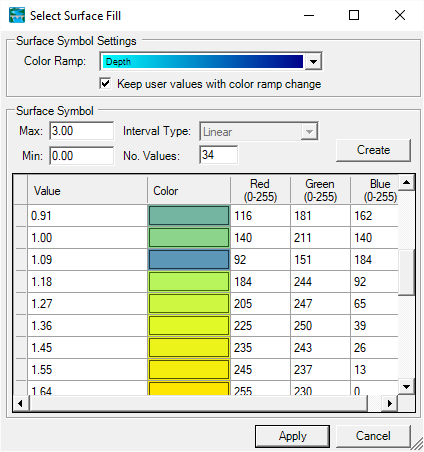 Select Surface Fill
Surface Symbol Settings
Color Ramp: Depth
Keep user values with color ramp change
Surface Symbol
Max: 3.00 Interval Type: Linear
Min: 0.00 No. Values: 34 Create
Value Color Red (0-255) Green (0-255) Blue (0-255)
0.91 116 181 162
1.00 140 211 140
1.09 92 151 184
1.18 184 244 92
1.27 205 247 65
1.36 225 250 39
1.45 235 243 26
1.55 245 237 13
1.64 255 230 0
Apply Cancel